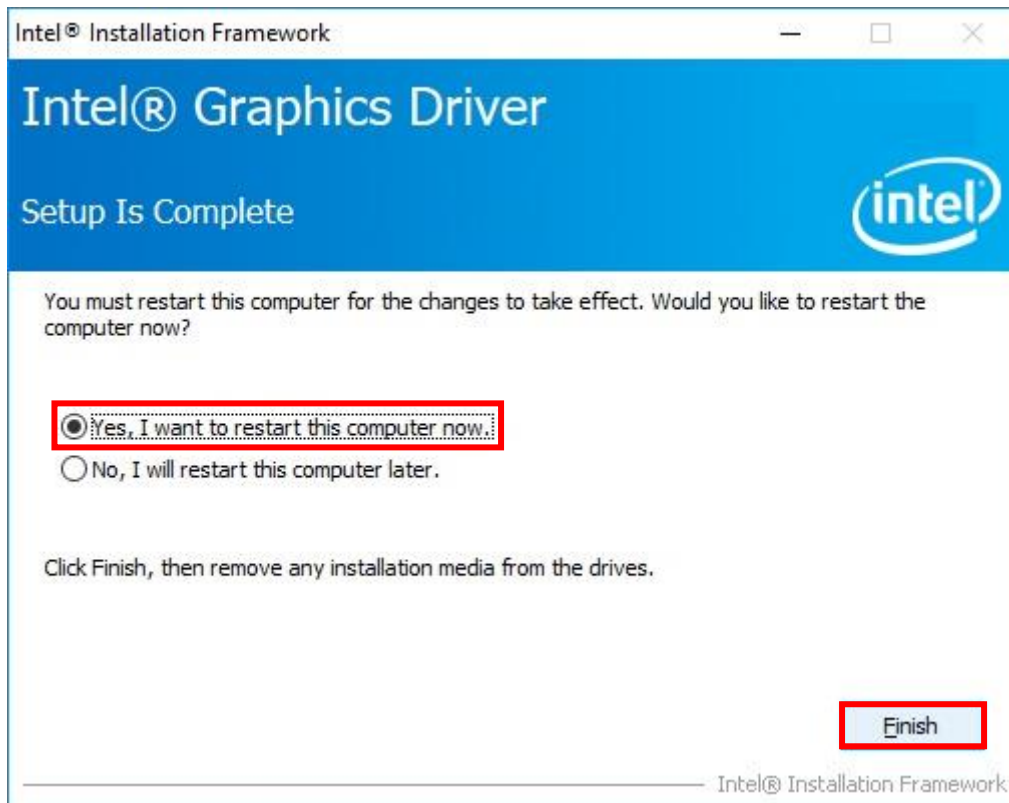 Intel® Installation Framework
Intel® Graphics Driver
Setup Is Complete
intel
You must restart this computer for the changes to take effect. Would you like to restart the
computer now?
Yes, I want to restart this computer now.
No, I will restart this computer later.
Click Finish, then remove any installation media from the drives.
Finish
Intel® Installation Framework